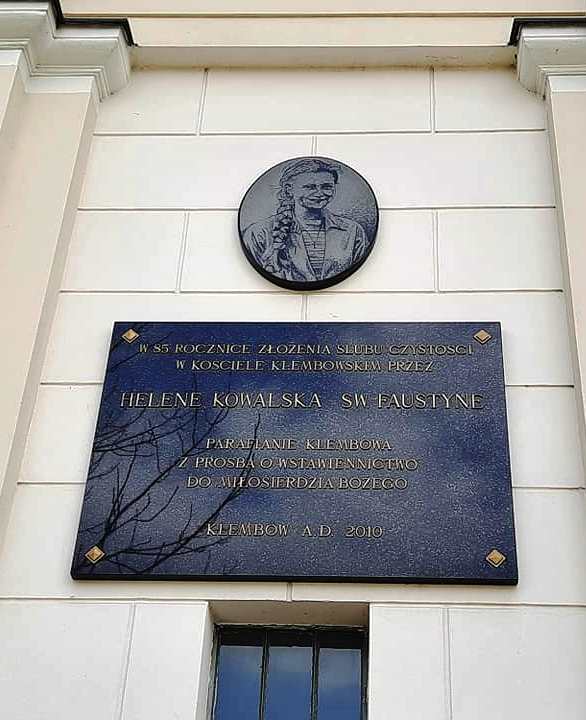 W 85 ROCZNICĘ ZŁOŻENIA ŚLUBU CZYSTOŚCI
W KOŚCIELE KLEMBOWSKIM PRZEZ
HELENĘ KOWALSKĄ ŚW. FAUSTYNĘ
PARAFIANIE KLEMBOWA
Z PROŚBĄ O WSTAWIENNICTWO
DO MIŁOSIERDZIA BOŻEGO
KLEMBÓW A.D. 2010